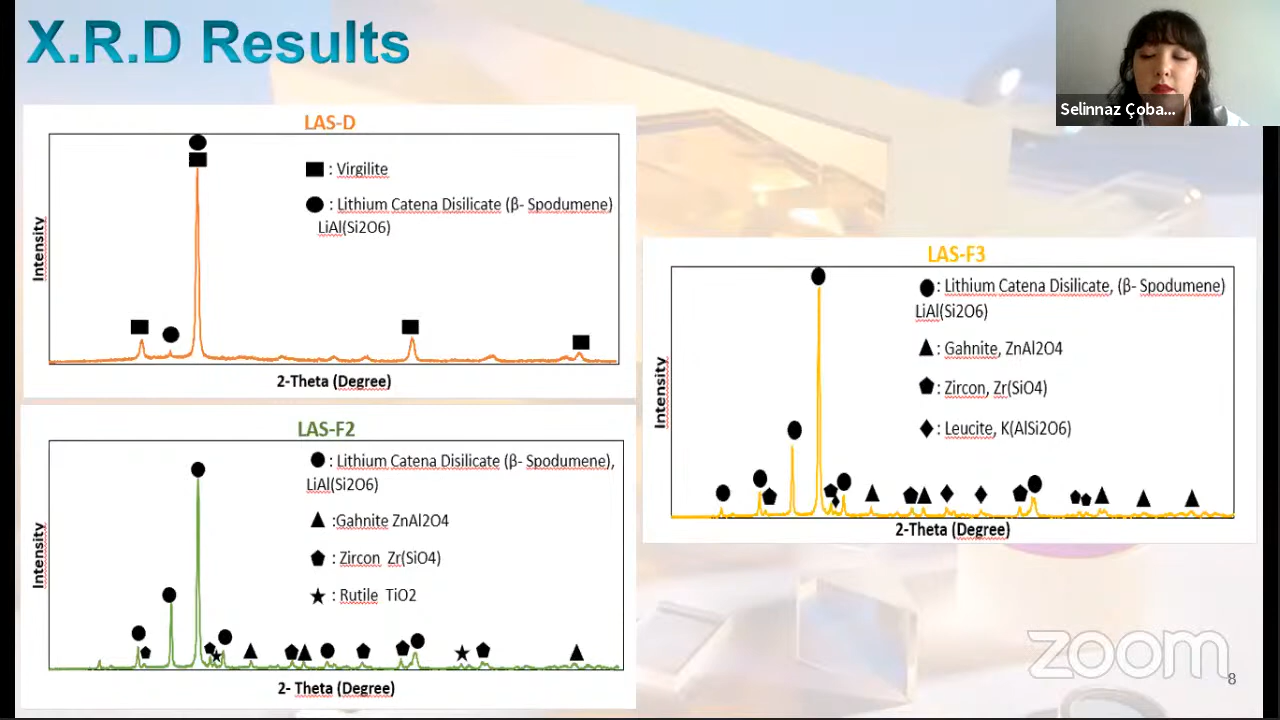 X.R.D Results
Selinnaz Çoba...
LAS-D
: Virgilite
: Lithium Catena Disilicate (β- Spodumene)
LiAl(Si2O6)
Intensity
2-Theta (Degree)
LAS-F2
: Lithium Catena Disilicate (β- Spodumene),
LiAl(Si2O6)
:Gahnite ZnAl2O4
: Zircon Zr(SiO4)
: Rutile TiO2
Intensity
2- Theta (Degree)
LAS-F3
: Lithium Catena Disilicate, (β- Spodumene)
LiAl(Si2O6)
: Gahnite, ZnAl2O4
: Zircon, Zr(SiO4)
: Leucite, K(AlSi2O6)
Intensity
2-Theta (Degree)
zoom
8